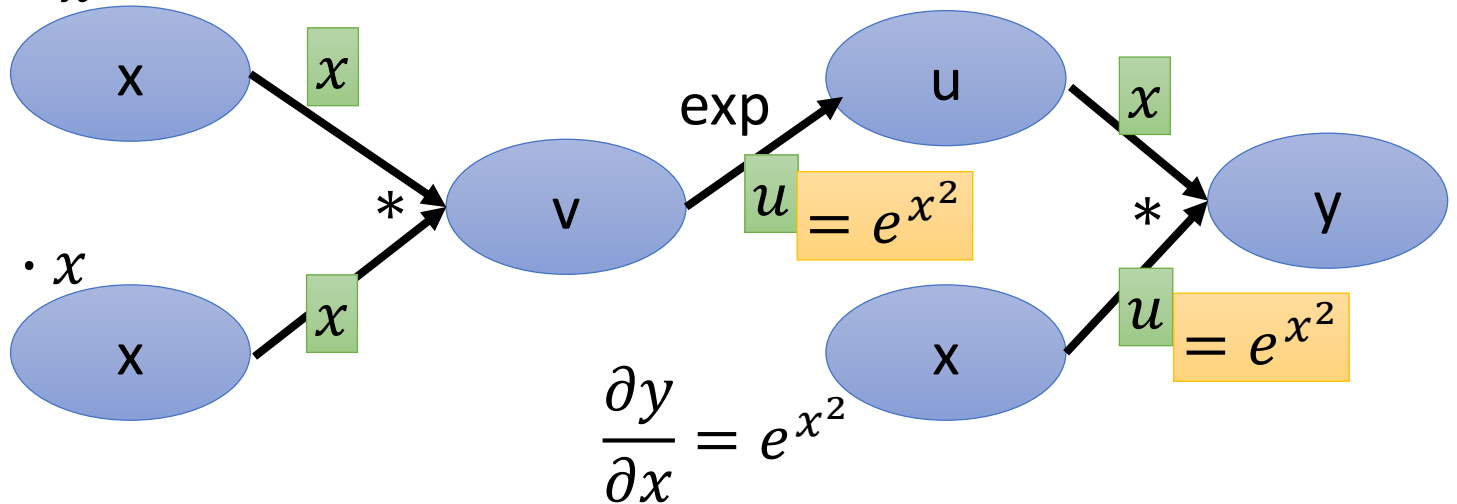 x
x
exp
u
x
v
*
u
= e^{x^2}
*
y
· x
x
x
x
u
= e^{x^2}
∂y/∂x = e^{x^2}